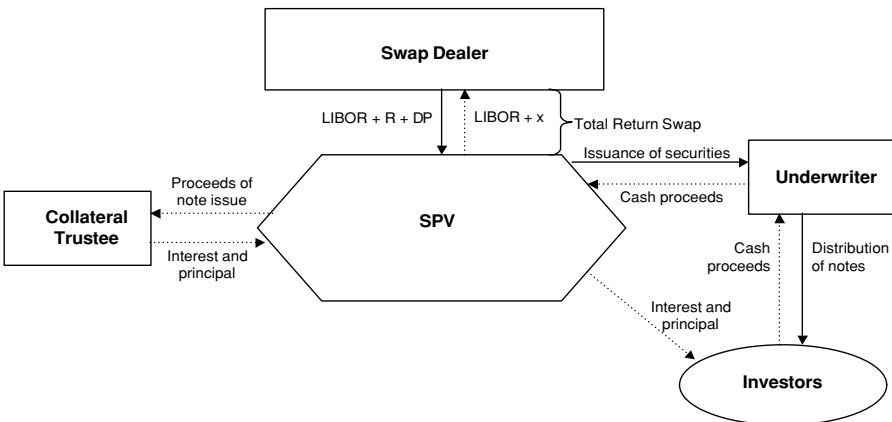 Swap Dealer
LIBOR + R + DP
LIBOR + x
Total Return Swap
Issuance of securities
Underwriter
Cash proceeds
Proceeds of
note issue
Collateral
Trustee
SPV
Interest and
principal
Cash
proceeds
Distribution
of notes
Interest and
principal
Investors